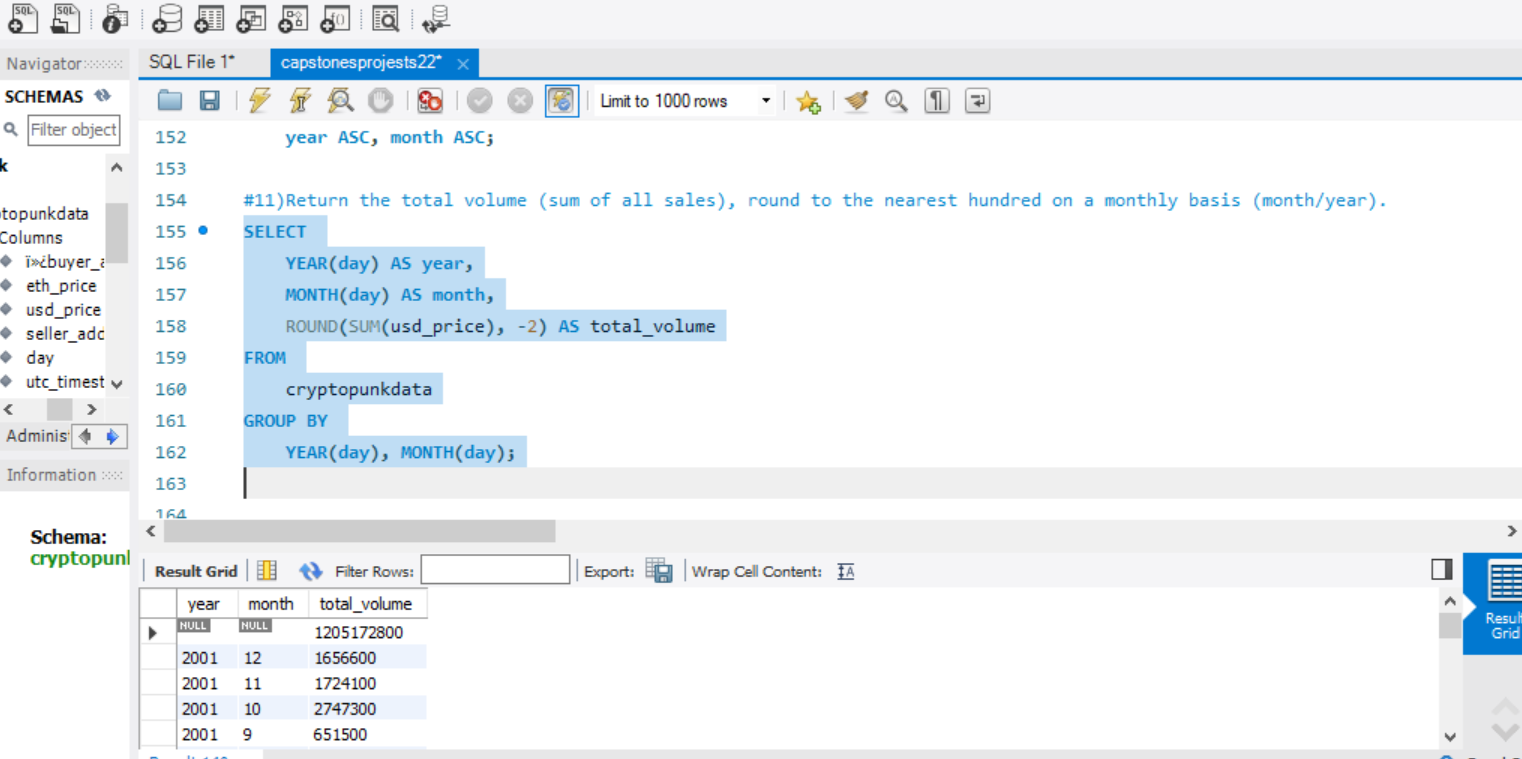 SQL SQL
Navigator
SQL File 1*
capstonesprojests22*
SCHEMAS
Limit to 1000 rows
Filter object
k
topunkdata
Columns
buyer_a
eth_price
usd_price
seller_add
day
utc_timest
Adminis
Information
Schema:
cryptopunl
152 year ASC, month ASC;
153
154 #11)Return the total volume (sum of all sales), round to the nearest hundred on a monthly basis (month/year).
155 SELECT
156 YEAR(day) AS year,
157 MONTH(day) AS month,
158 ROUND(SUM(usd_price), -2) AS total_volume
159 FROM
160 cryptopunkdata
161 GROUP BY
162 YEAR(day), MONTH(day);
163
164
Result Grid
Filter Rows:
Export:
Wrap Cell Content:
year month total_volume
NULL NULL 1205172800
2001 12 1656600
2001 11 1724100
2001 10 2747300
2001 9 651500
Result
Grid